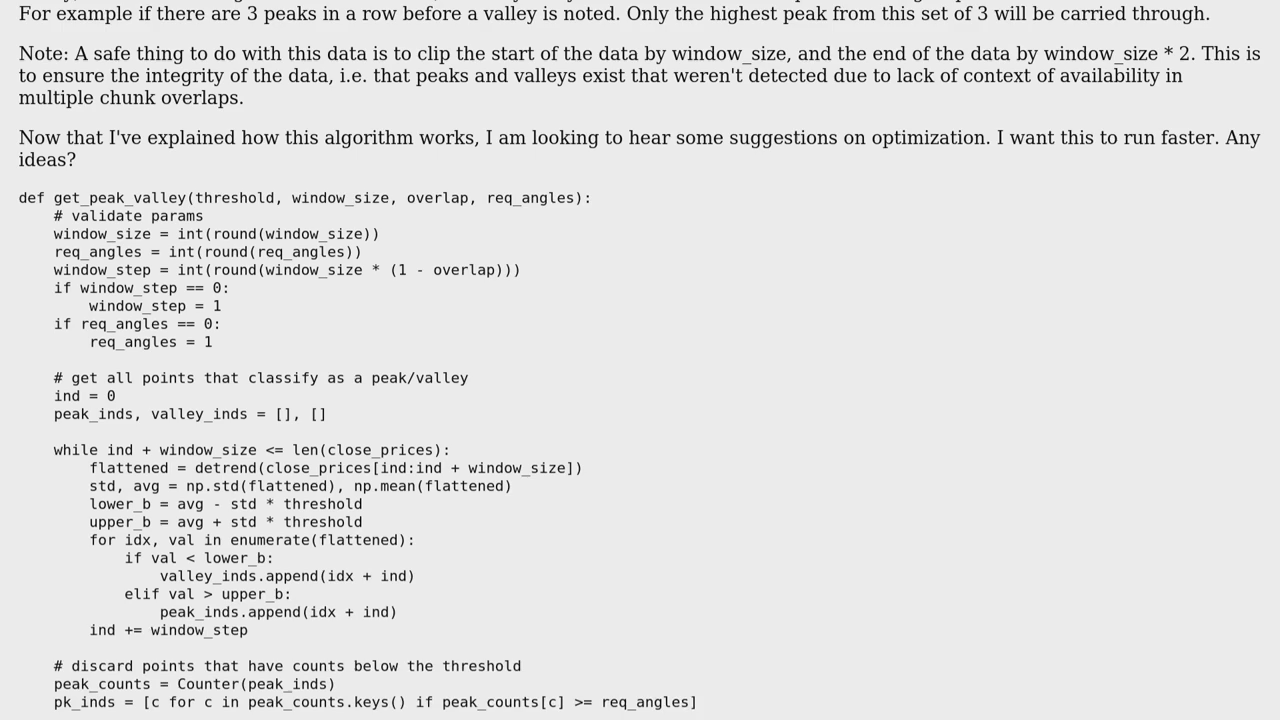 For example if there are 3 peaks in a row before a valley is noted. Only the highest peak from this set of 3 will be carried through.
Note: A safe thing to do with this data is to clip the start of the data by window_size, and the end of the data by window_size * 2. This is
to ensure the integrity of the data, i.e. that peaks and valleys exist that weren't detected due to lack of context of availability in
multiple chunk overlaps.
Now that I've explained how this algorithm works, I am looking to hear some suggestions on optimization. I want this to run faster. Any
ideas?
def get_peak_valley(threshold, window_size, overlap, req_angles):
    # validate params
    window_size = int(round(window_size))
    req_angles = int(round(req_angles))
    window_step = int(round(window_size * (1 - overlap)))
    if window_step == 0:
        window_step = 1
    if req_angles == 0:
        req_angles = 1
    # get all points that classify as a peak/valley
    ind = 0
    peak_inds, valley_inds = [], []
    while ind + window_size <= len(close_prices):
        flattened = detrend(close_prices[ind:ind + window_size])
        std, avg = np.std(flattened), np.mean(flattened)
        lower_b = avg - std * threshold
        upper_b = avg + std * threshold
        for idx, val in enumerate(flattened):
            if val < lower_b:
                valley_inds.append(idx + ind)
            elif val > upper_b:
                peak_inds.append(idx + ind)
        ind += window_step
    # discard points that have counts below the threshold
    peak_counts = Counter(peak_inds)
    pk_inds = [c for c in peak_counts.keys() if peak_counts[c] >= req_angles]